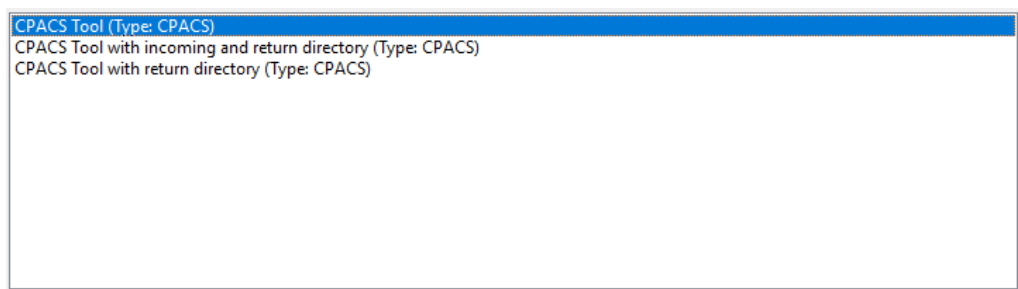 CPACS Tool (Type: CPACS)
CPACS Tool with incoming and return directory (Type: CPACS)
CPACS Tool with return directory (Type: CPACS)